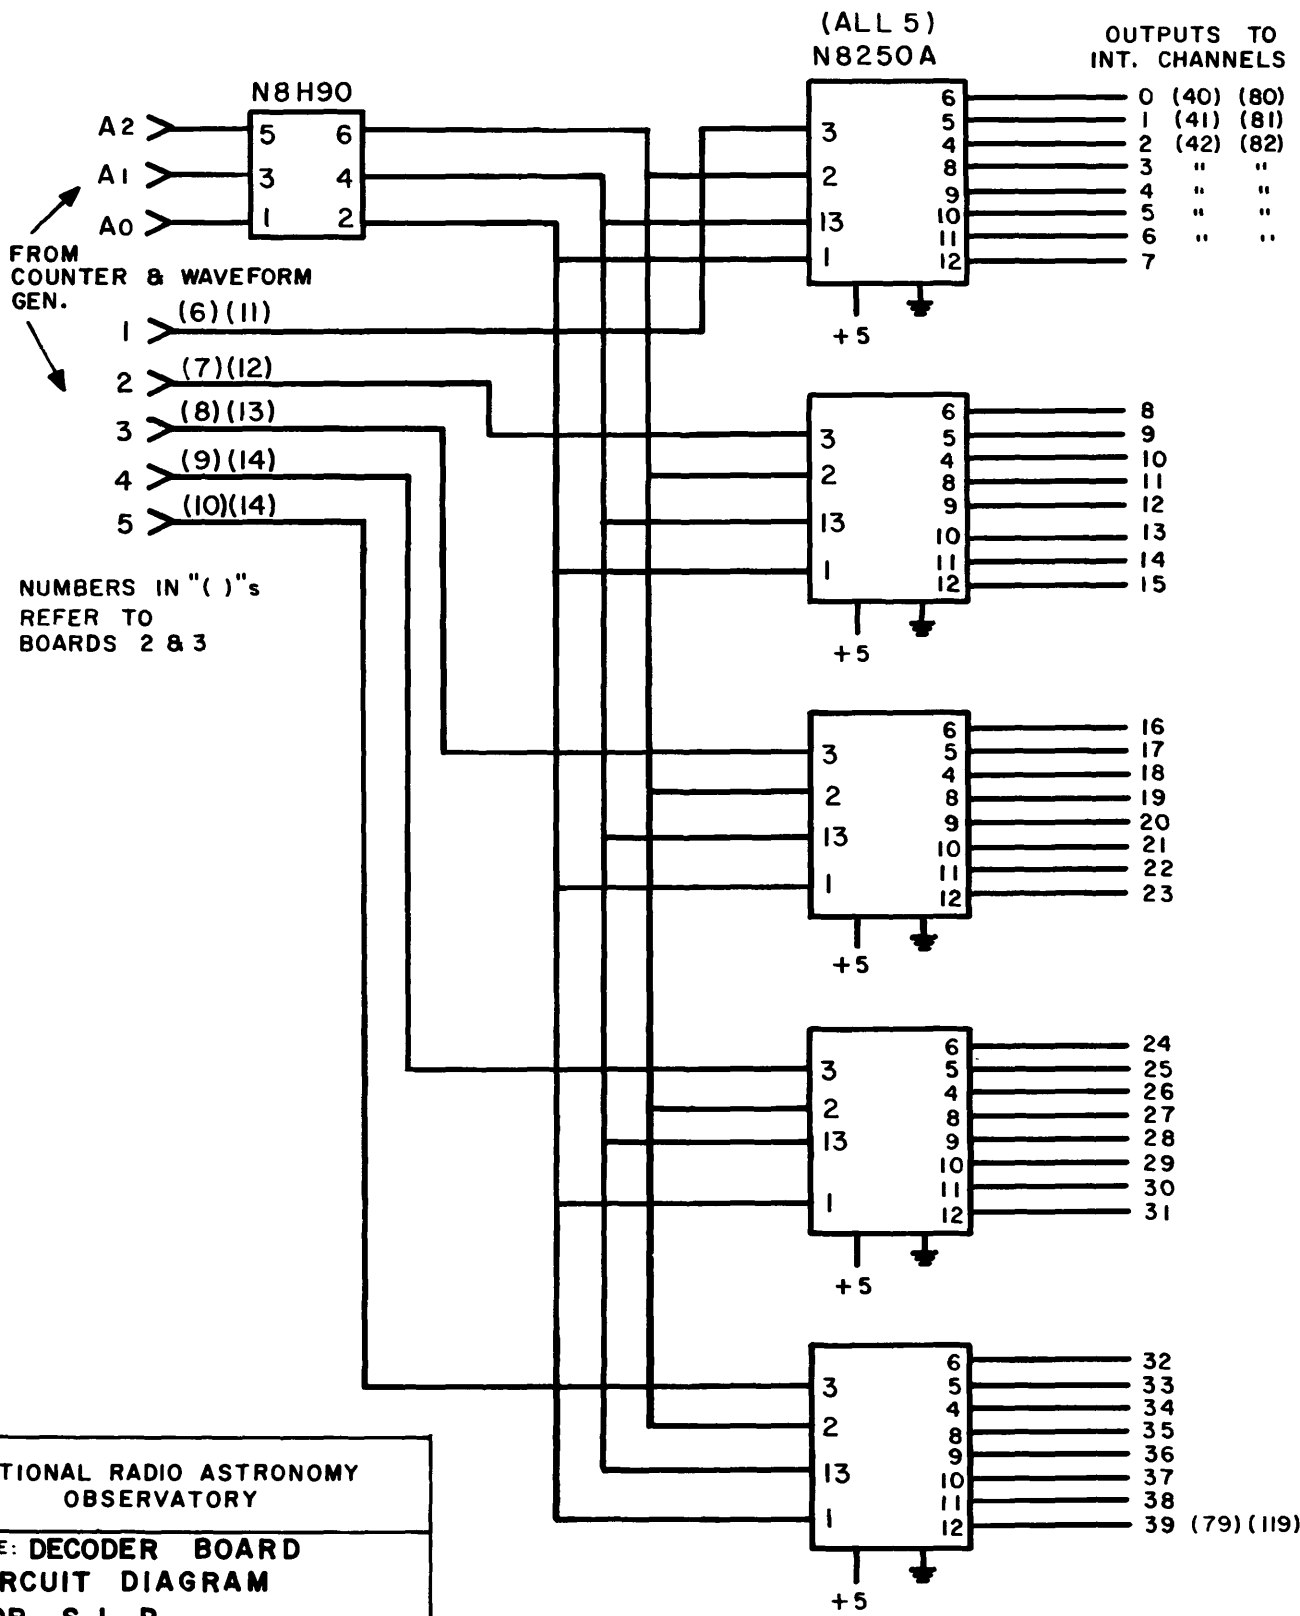 (ALL 5)
N8250A
OUTPUTS TO
INT. CHANNELS
N8H90
A2
A1
A0
5 6
3 4
1 2
FROM
COUNTER & WAVEFORM
GEN.
1 (6)(11)
2 (7)(12)
3 (8)(13)
4 (9)(14)
5 (10)(14)
NUMBERS IN "( )"s
REFER TO
BOARDS 2 & 3
3
2
13
1
6 0 (40) (80)
5 1 (41) (81)
4 2 (42) (82)
8 3 " "
9 4 " "
10 5 " "
11 6 " "
12 7
+5
3
2
13
1
6 8
5 9
4 10
8 11
9 12
10 13
11 14
12 15
+5
3
2
13
1
6 16
5 17
4 18
8 19
9 20
10 21
11 22
12 23
+5
3
2
13
1
6 24
5 25
4 26
8 27
9 28
10 29
11 30
12 31
+5
3
2
13
1
6 32
5 33
4 34
8 35
9 36
10 37
11 38
12 39 (79)(119)
+5
TIONAL RADIO ASTRONOMY
OBSERVATORY
E: DECODER BOARD
RCUIT DIAGRAM